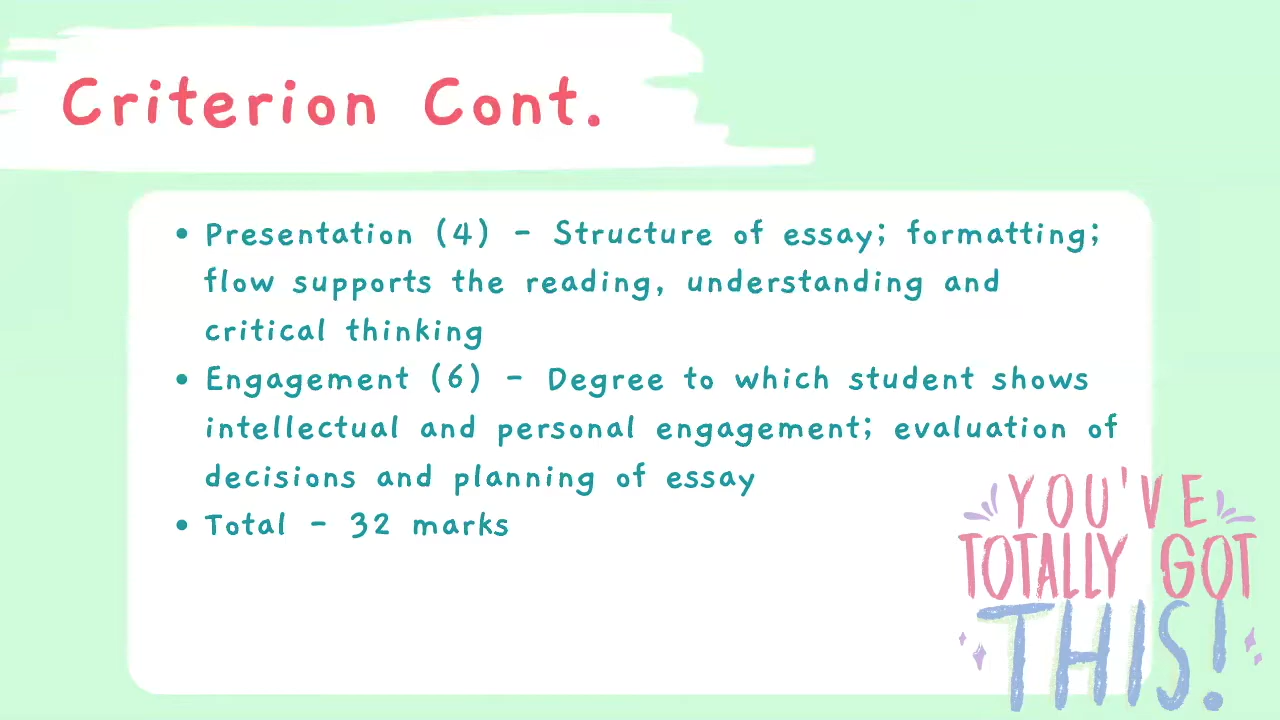 Criterion Cont.
• Presentation (4) - Structure of essay; formatting;
flow supports the reading, understanding and
critical thinking
• Engagement (6) - Degree to which student shows
intellectual and personal engagement; evaluation of
decisions and planning of essay
• Total - 32 marks
YOU'VE
TOTALLY GOT
THIS!